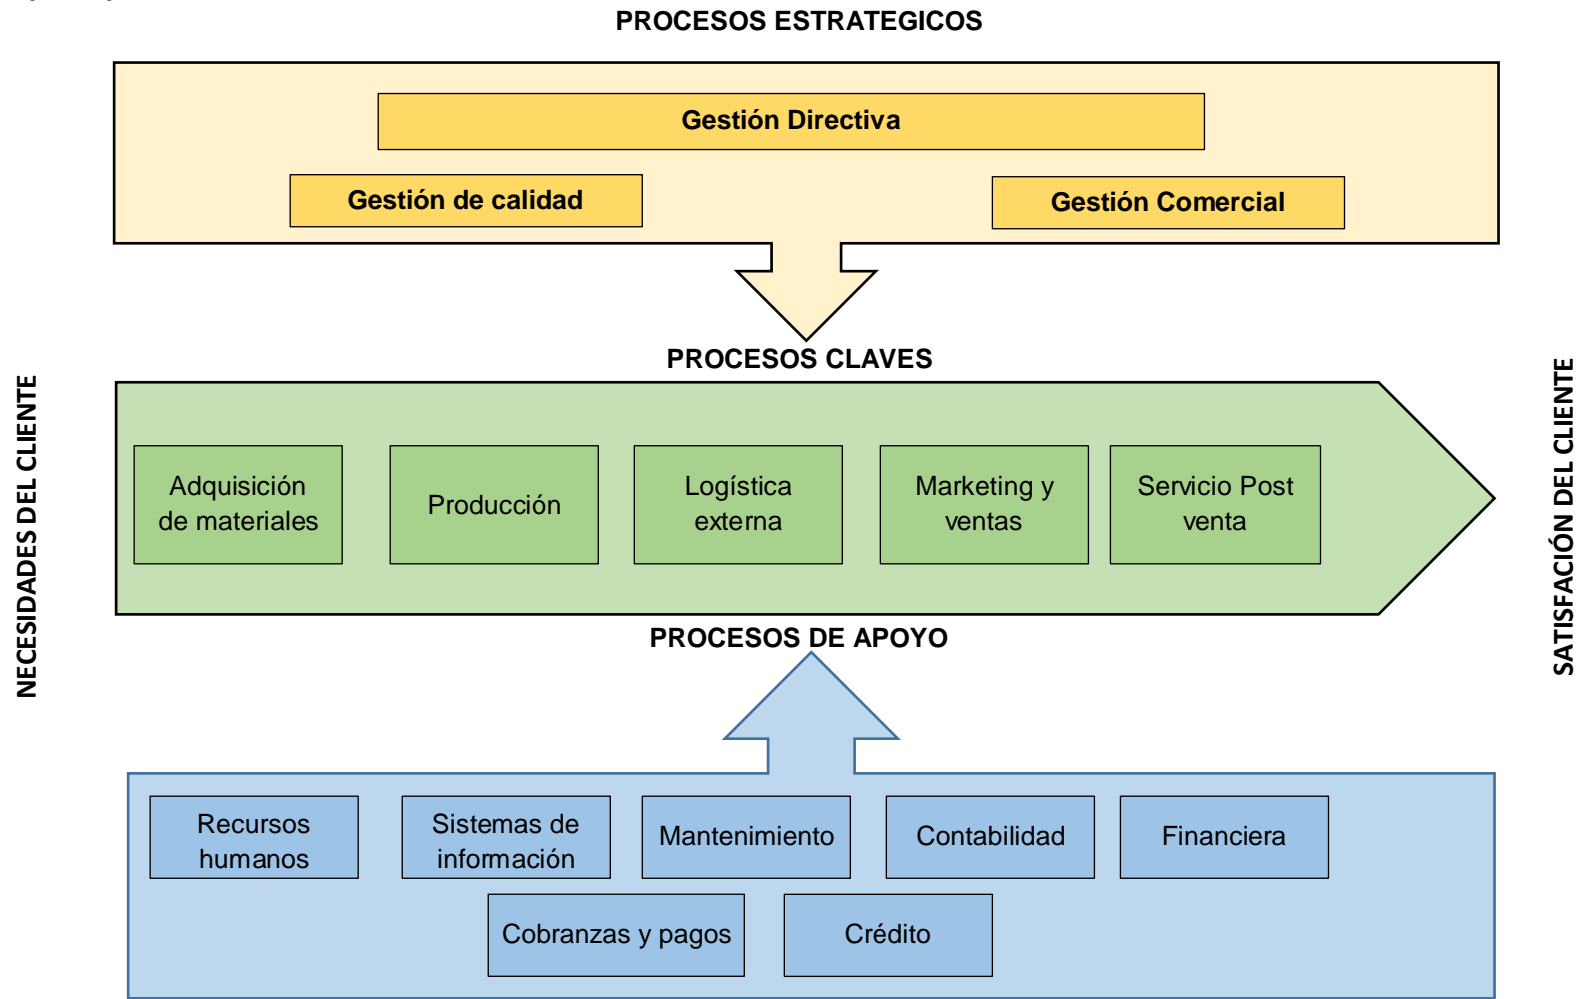 PROCESOS ESTRATEGICOS
Gestión Directiva
Gestión de calidad
Gestión Comercial
PROCESOS CLAVES
NECESIDADES DEL CLIENTE
Adquisición
de materiales
Producción
Logística
externa
Marketing y
ventas
Servicio Post
venta
SATISFACIÓN DEL CLIENTE
PROCESOS DE APOYO
Recursos
humanos
Sistemas de
información
Mantenimiento
Contabilidad
Financiera
Cobranzas y pagos
Crédito